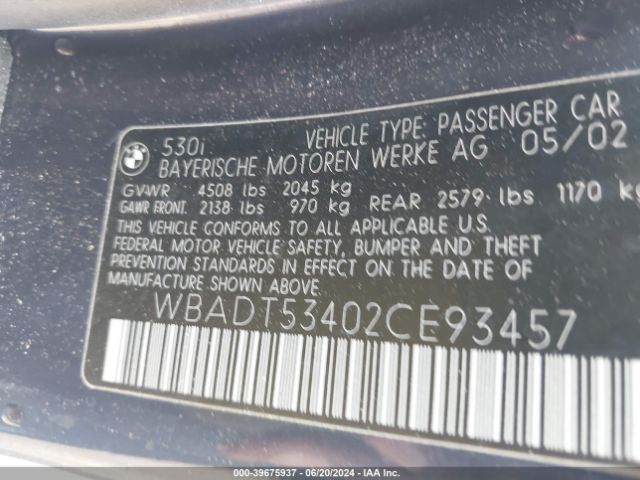 530i VEHICLE TYPE: PASSENGER CAR
BAYERISCHE MOTOREN WERKE AG 05/02
GVWR 4508 lbs 2045 kg
GAWR FRONT: 2138 lbs 970 kg REAR 2579 lbs 1170 kg
THIS VEHICLE CONFORMS TO ALL APPLICABLE U.S.
FEDERAL MOTOR VEHICLE SAFETY, BUMPER AND THEFT
PREVENTION STANDARDS IN EFFECT ON THE DATE OF
MANUFACTURE SHOWN ABOVE.
WBADT53402CE93457
000-39675937 - 06/20/2024 - IAA Inc.